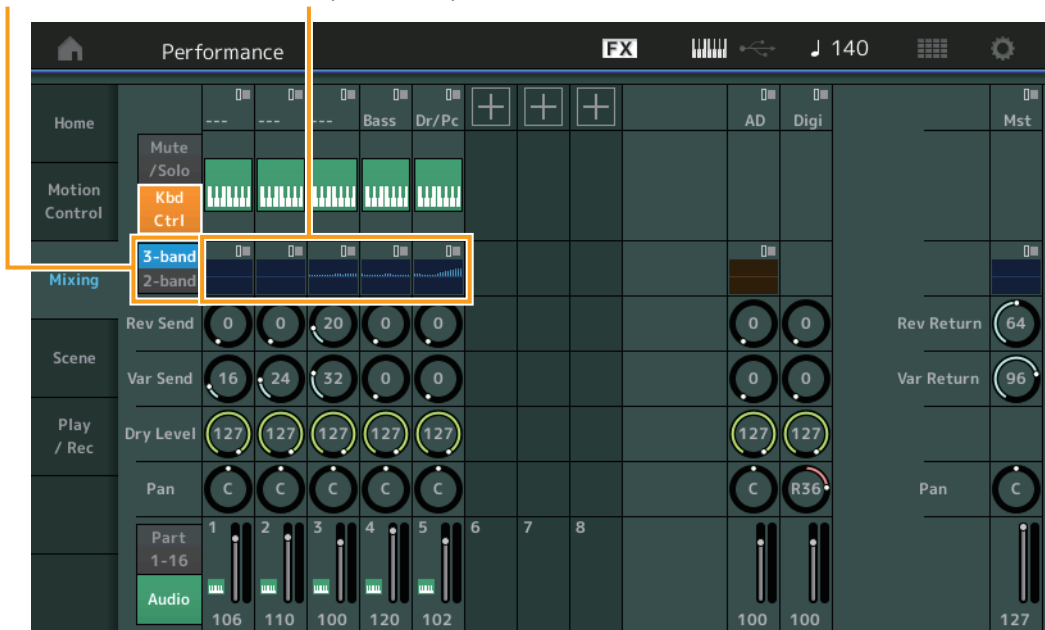 Performance FX 140
Home --- --- --- Bass Dr/Pc AD Digi Mst
Mute
/Solo
Motion
Control
Kbd
Ctrl
Mixing
3-band
2-band
Rev Send 0 0 20 0 0 0 0 Rev Return 64
Scene
Var Send 16 24 32 0 0 0 0 Var Return 96
Play
/ Rec
Dry Level 127 127 127 127 127 127 127
Pan C C C C C C R36 Pan C
Part
1-16
1 2 3 4 5 6 7 8
Audio
106 110 100 120 102 100 100 127